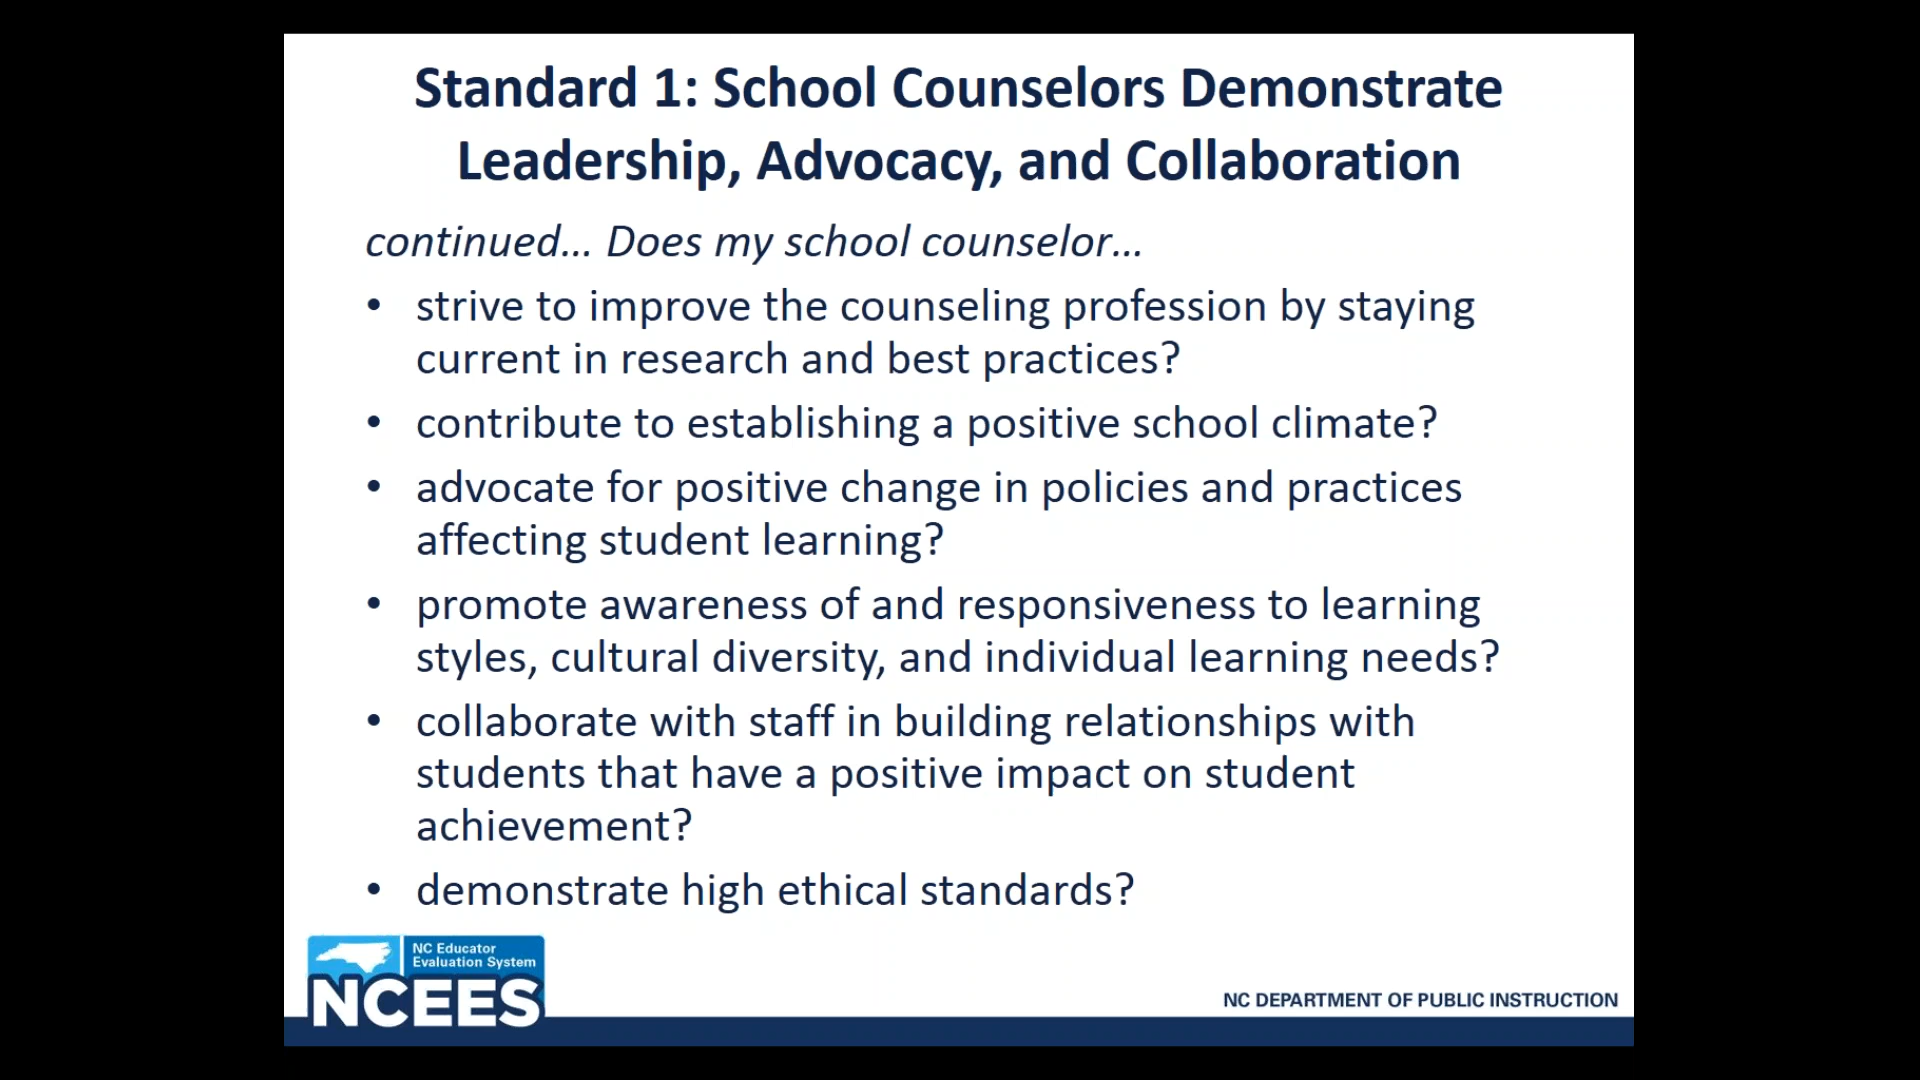 Standard 1: School Counselors Demonstrate
Leadership, Advocacy, and Collaboration
continued... Does my school counselor...
• strive to improve the counseling profession by staying
current in research and best practices?
• contribute to establishing a positive school climate?
• advocate for positive change in policies and practices
affecting student learning?
• promote awareness of and responsiveness to learning
styles, cultural diversity, and individual learning needs?
• collaborate with staff in building relationships with
students that have a positive impact on student
achievement?
• demonstrate high ethical standards?
NC Educator
Evaluation System
NCEES
NC DEPARTMENT OF PUBLIC INSTRUCTION